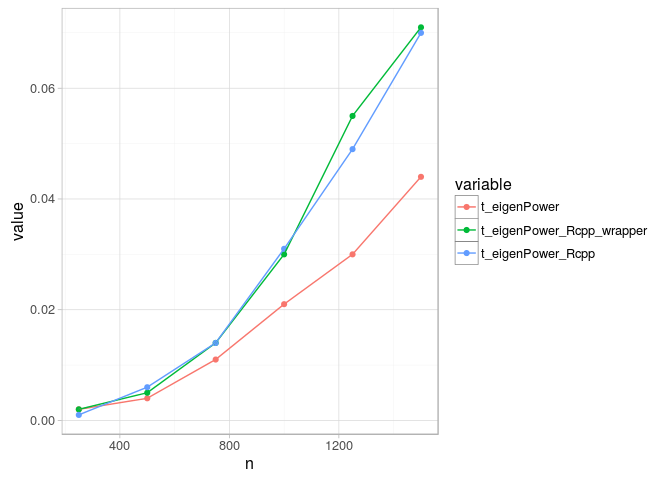 0.06
0.04
0.02
0.00
value
400
800
1200
n
variable
t_eigenPower
t_eigenPower_Rcpp_wrapper
t_eigenPower_Rcpp